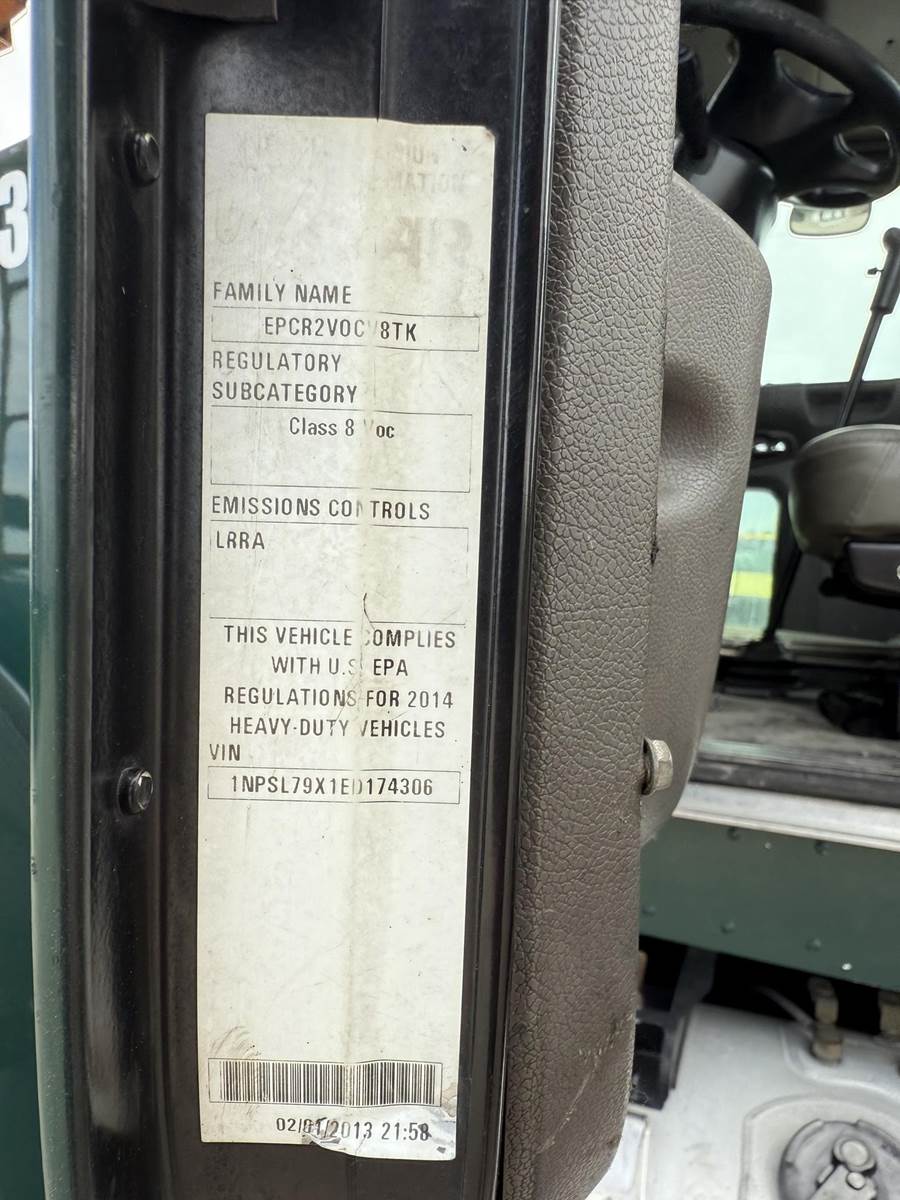 3
FAMILY NAME
EPCR2VOCV8TK
REGULATORY
SUBCATEGORY
Class 8 Voc
EMISSIONS CONTROLS
LRRA
THIS VEHICLE COMPLIES
WITH U.S. EPA
REGULATIONS FOR 2014
HEAVY-DUTY VEHICLES
VIN
1NPSL79X1ED174306
02/01/2013 21:58